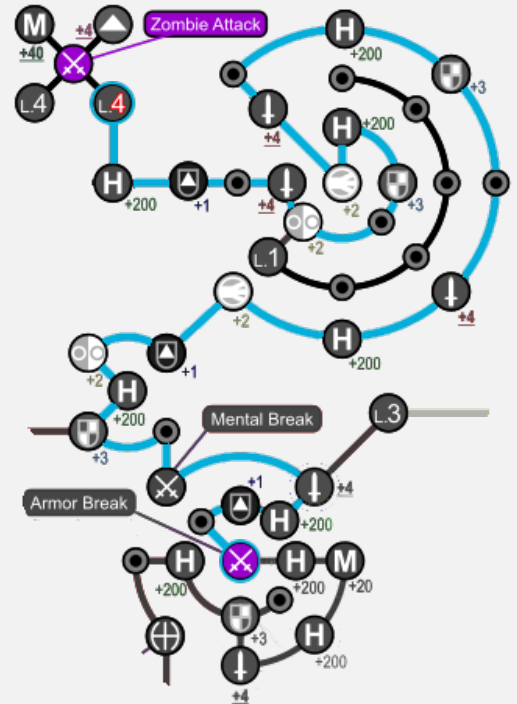 M
+4
Zombie Attack
+40
H
+200
L.4
L.4
+3
+4
H
+200
H
+200
+1
+4
+2
+3
+2
L.1
+2
+4
H
+200
+2
+1
H
+200
+3
Mental Break
L.3
+4
+1
Armor Break
H
+200
H
+200
H
+200
M
+20
+3
H
+200
+4